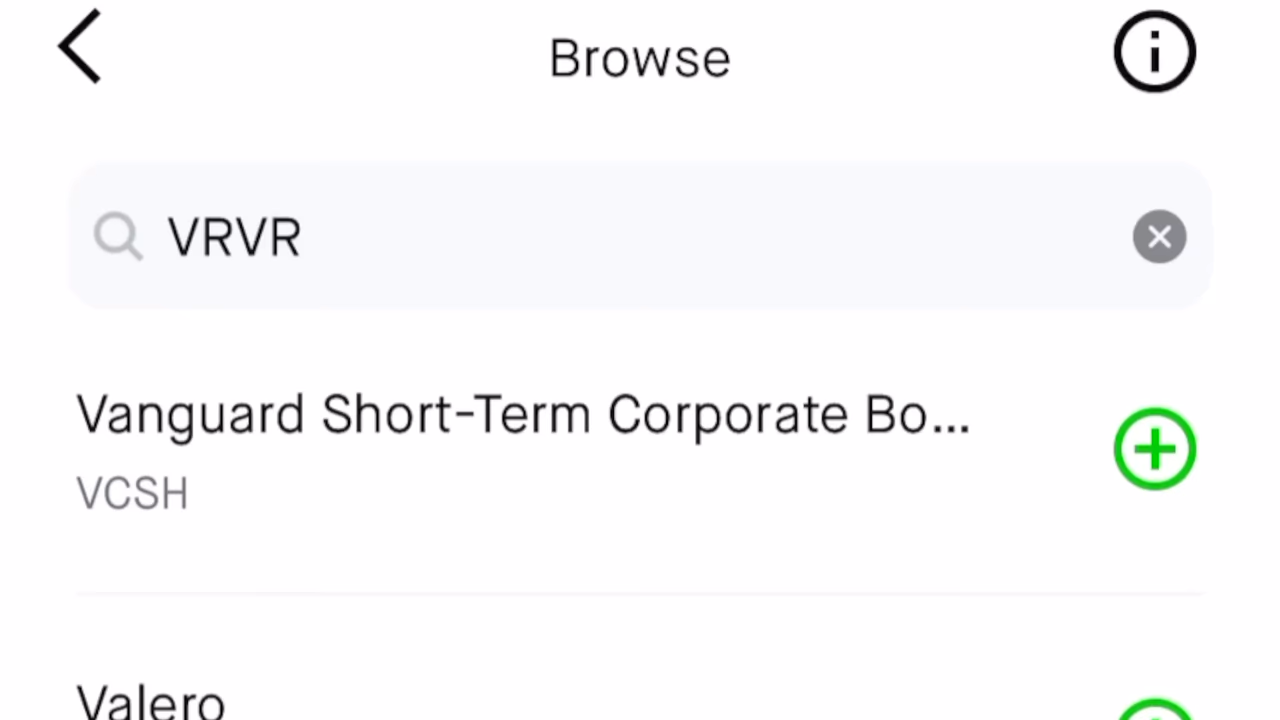 Browse
VRVR
Vanguard Short-Term Corporate Bo...
VCSH
Valero